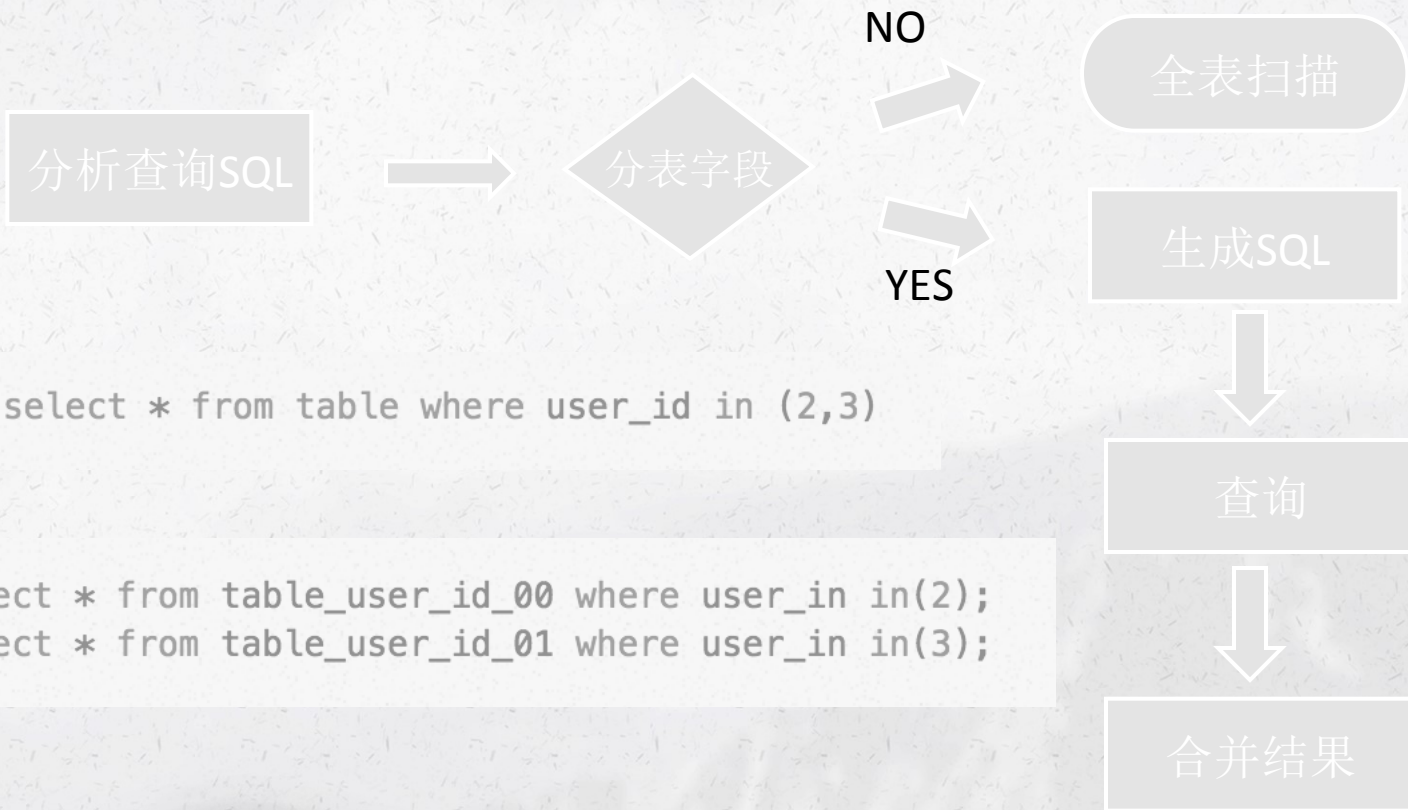 NO
全表扫描
分析查询SQL
分表字段
生成SQL
YES
select * from table where user_id in (2,3)
查询
ect * from table_user_id_00 where user_in in(2);
ect * from table_user_id_01 where user_in in(3);
合并结果